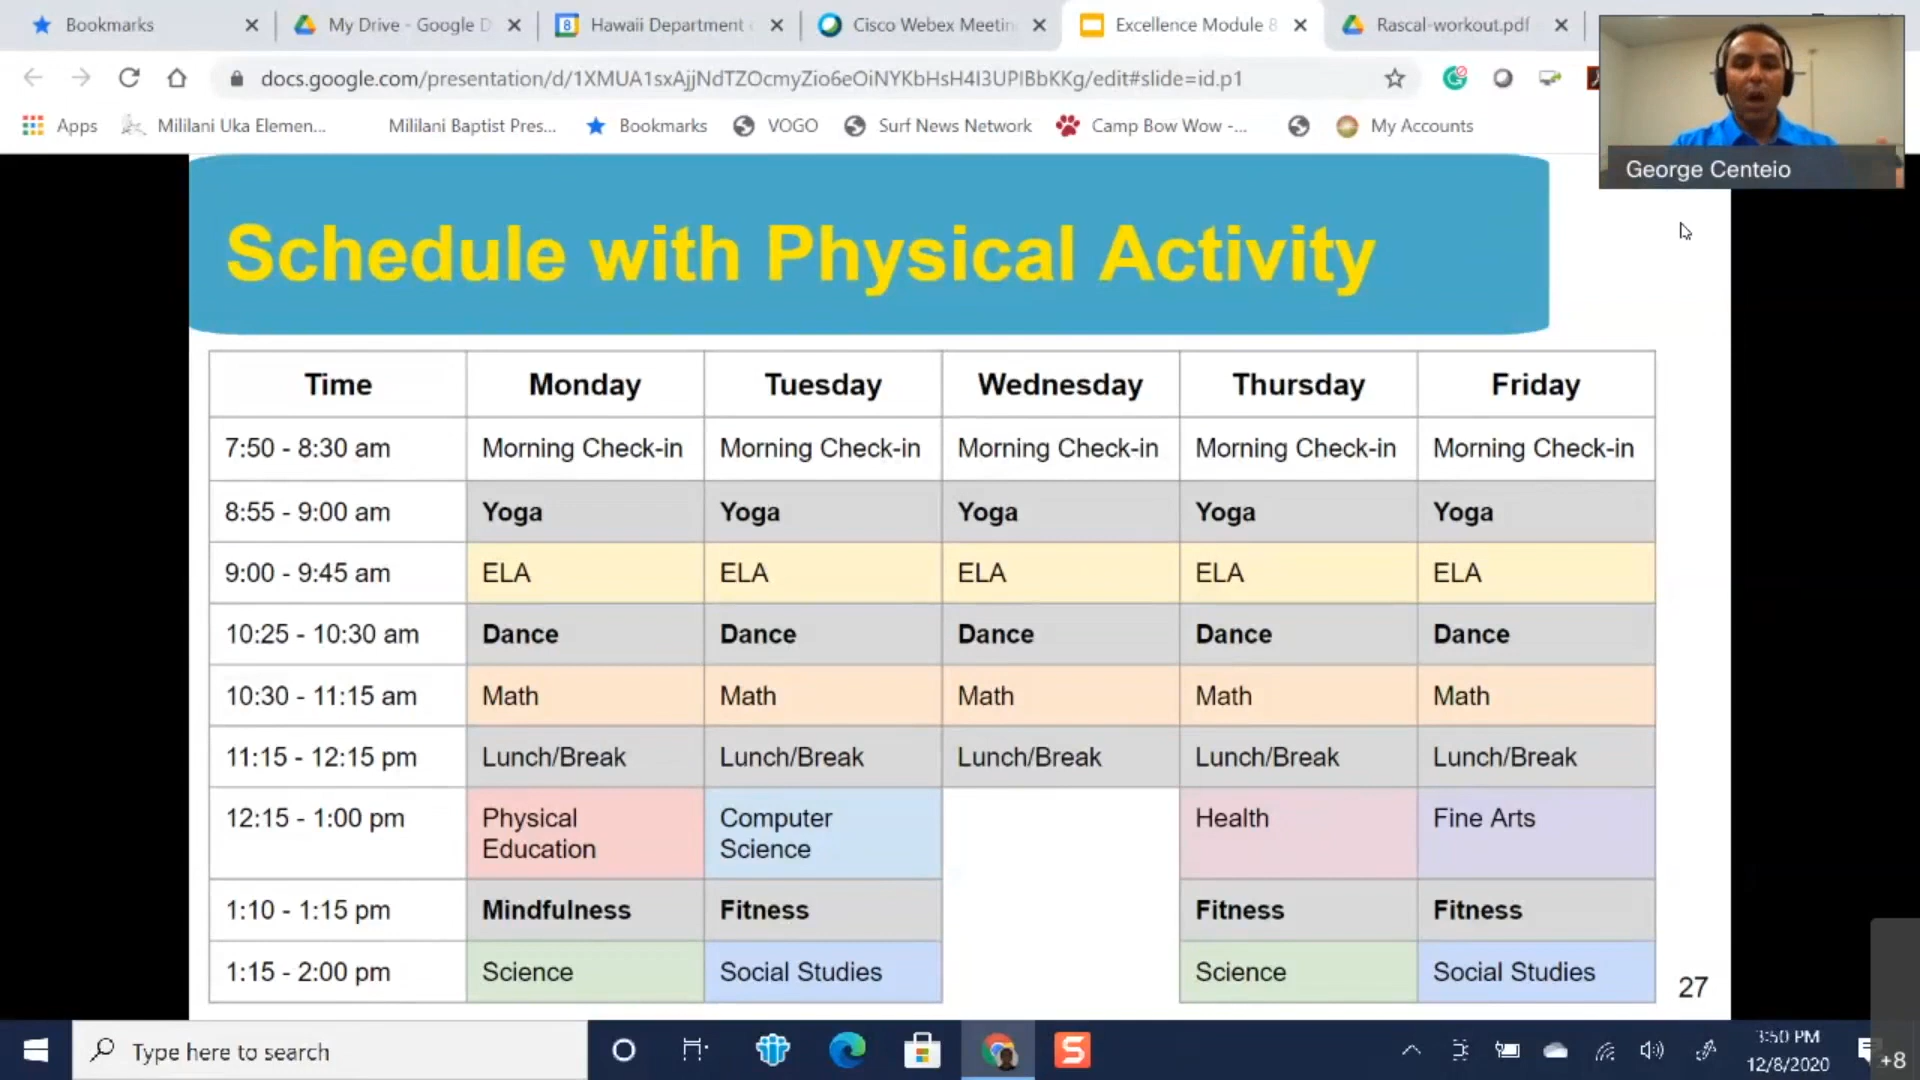 Bookmarks
My Drive - Google D
8
Hawaii Department
Cisco Webex Meetin
Excellence Module 8
Rascal-workout.pdf
docs.google.com/presentation/d/1XMUA1sxAjjNdTZOcmyZio6eOiNYKbHsH4I3UPIBbKKg/edit#slide=id.p1
Apps
Mililani Uka Elemen...
Mililani Baptist Pres...
Bookmarks
VOGO
Surf News Network
Camp Bow Wow -...
My Accounts
George Centeio
Schedule with Physical Activity
Time Monday Tuesday Wednesday Thursday Friday
7:50 - 8:30 am Morning Check-in Morning Check-in Morning Check-in Morning Check-in Morning Check-in
8:55 - 9:00 am Yoga Yoga Yoga Yoga Yoga
9:00 - 9:45 am ELA ELA ELA ELA ELA
10:25 - 10:30 am Dance Dance Dance Dance Dance
10:30 - 11:15 am Math Math Math Math Math
11:15 - 12:15 pm Lunch/Break Lunch/Break Lunch/Break Lunch/Break Lunch/Break
12:15 - 1:00 pm Physical Computer Health Fine Arts
Education Science
1:10 - 1:15 pm Mindfulness Fitness Fitness Fitness
1:15 - 2:00 pm Science Social Studies Science Social Studies
27
Type here to search
S
3:50 PM
12/8/2020
+8